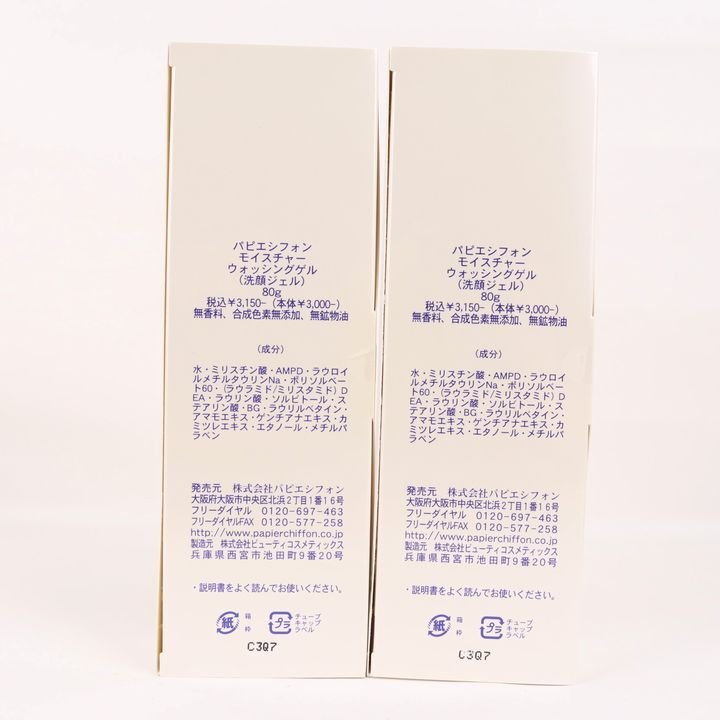 パピエシフォン
モイスチャー
ウォッシングゲル
(洗顔ジェル)
80g
税込¥3,150-（本体¥3,000-)
無香料、合成色素無添加、無鉱物油
(成分)
水・ミリスチン酸・AMPD・ラウロイ
ルメチルタウリンNa・ポリソルベー
ト60・(ラウラミド/ミリスタミド) D
EA・ラウリン酸・ソルビトール・ス
テアリン酸・BG・ラウリルベタイン・
アマモエキス・ゲンチアナエキス・カ
ミツレエキス・エタノール・メチルパ
ラベン
発売元 株式会社パピエシフォン
大阪府大阪市中央区北浜2丁目1番16号
フリーダイヤル 0120-697-463
フリーダイヤルFAX 0120-577-258
http://www.papierchiffon.co.jp
製造元 株式会社ビューティコスメティックス
兵庫県西宮市池田町9番20号
・説明書をよく読んでお使いください。
紙 箱 枠 プラ チューブ キャップ ラベル
C3Q7
パピエシフォン
モイスチャー
ウォッシングゲル
(洗顔ジェル)
80g
税込¥3,150-（本体¥3,000-)
無香料、合成色素無添加、無鉱物油
(成分)
水・ミリスチン酸・AMPD・ラウロイ
ルメチルタウリンNa・ポリソルベー
ト60・(ラウラミド/ミリスタミド) D
EA・ラウリン酸・ソルビトール・ス
テアリン酸・BG・ラウリルベタイン・
アマモエキス・ゲンチアナエキス・カ
ミツレエキス・エタノール・メチルパ
ラベン
発売元 株式会社パピエシフォン
大阪府大阪市中央区北浜2丁目1番16号
フリーダイヤル 0120-697-463
フリーダイヤルFAX 0120-577-258
http://www.papierchiffon.co.jp
製造元 株式会社ビューティコスメティックス
兵庫県西宮市池田町9番20号
・説明書をよく読んでお使いください。
紙 箱 枠 プラ チューブ キャップ ラベル
C3Q7